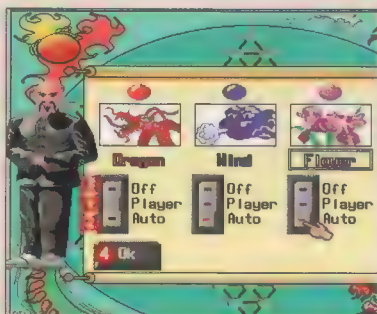 Dragon Wind Flower
Off Off Off
Player Player Player
Auto Auto Auto
4 Ok